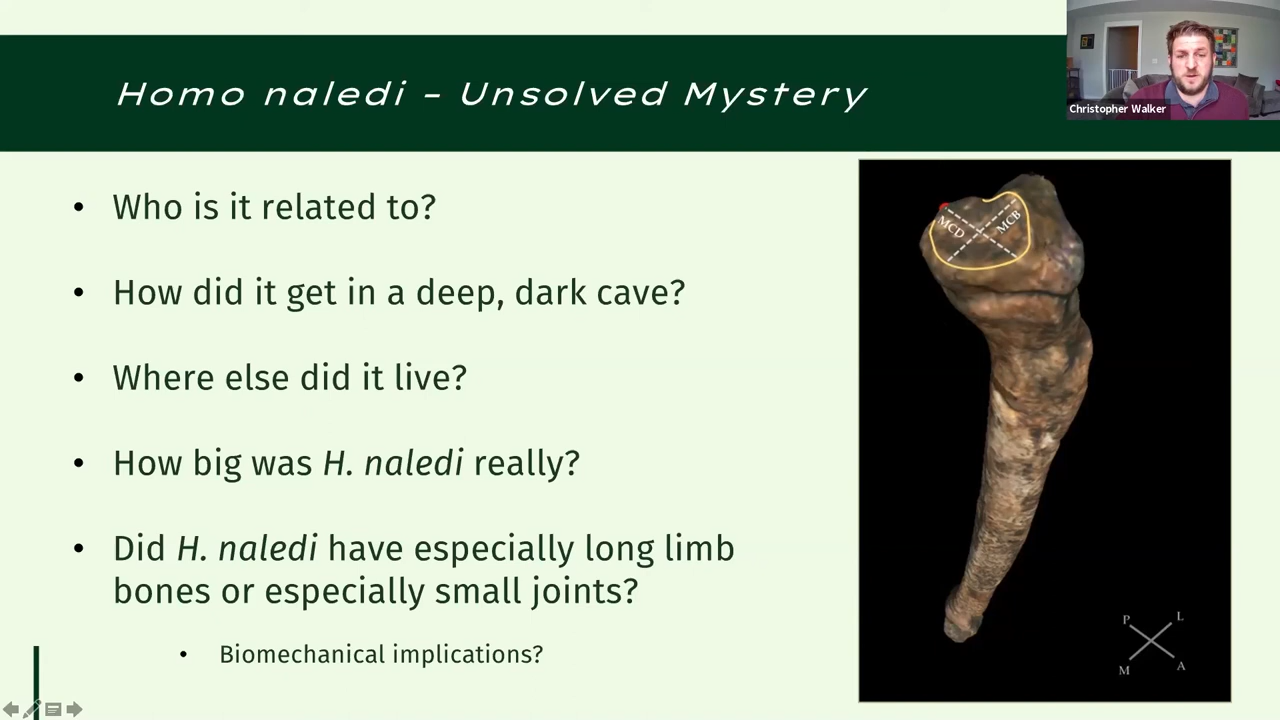 Homo naledi – Unsolved Mystery
Christopher Walker
• Who is it related to?
• How did it get in a deep, dark cave?
• Where else did it live?
• How big was H. naledi really?
• Did H. naledi have especially long limb
bones or especially small joints?
• Biomechanical implications?
MCD
MCB
P
L
M
A